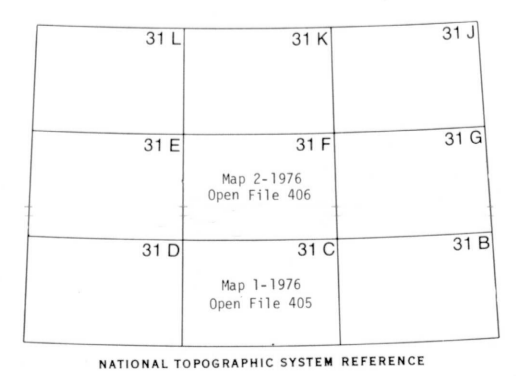 31 L
31 K
31 J
31 E
31 F
31 G
Map 2-1976
Open File 406
31 D
31 C
31 B
Map 1-1976
Open File 405
NATIONAL TOPOGRAPHIC SYSTEM REFERENCE